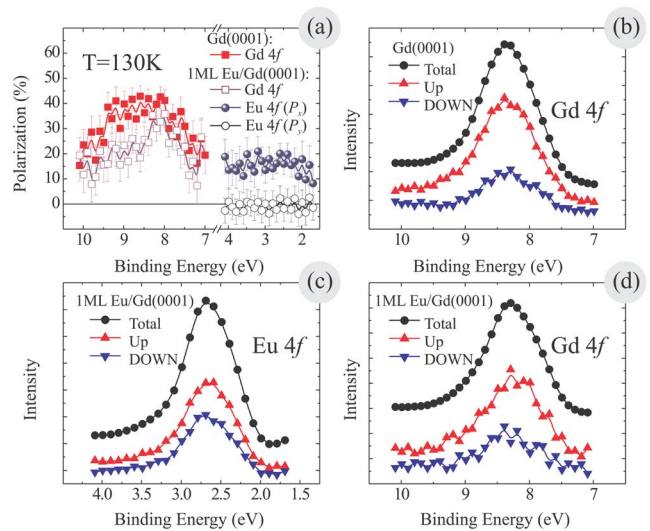 (a)
Polarization (%)
60
50
40
30
20
10
0
T=130K
Gd(0001):
Gd 4f
1ML Eu/Gd(0001):
Gd 4f
Eu 4f (Px)
Eu 4f (Py)
10 9 8 7 4 3 2
Binding Energy (eV)
(b)
Intensity
Gd(0001)
Total
Up
DOWN
Gd 4f
10 9 8 7
Binding Energy (eV)
(c)
Intensity
1ML Eu/Gd(0001)
Total
Up
DOWN
Eu 4f
4.0 3.5 3.0 2.5 2.0 1.5
Binding Energy (eV)
(d)
Intensity
1ML Eu/Gd(0001)
Total
Up
DOWN
Gd 4f
10 9 8 7
Binding Energy (eV)